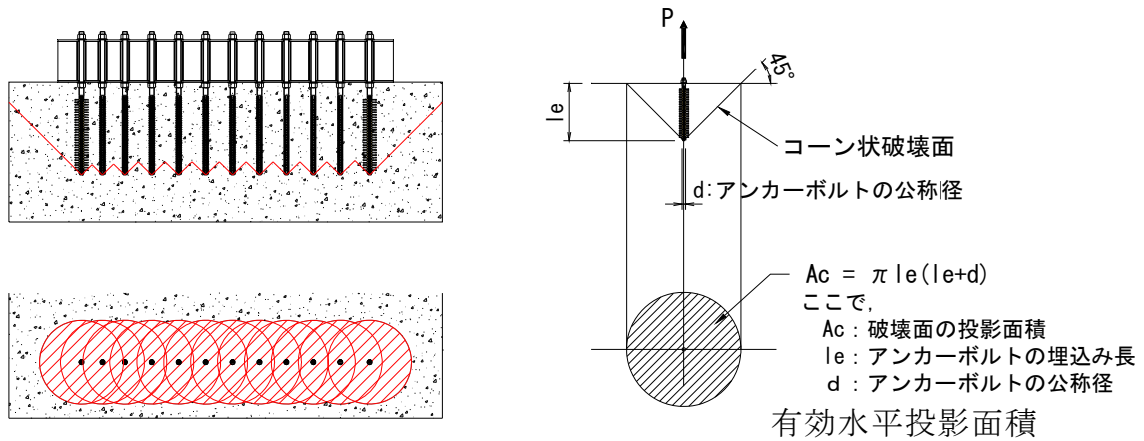 P
45°
le
コーン状破壊面
d:アンカーボルトの公称径
Ac = πle(le+d)
ここで,
Ac：破壊面の投影面積
le：アンカーボルトの埋込み長
d：アンカーボルトの公称径
有効水平投影面積